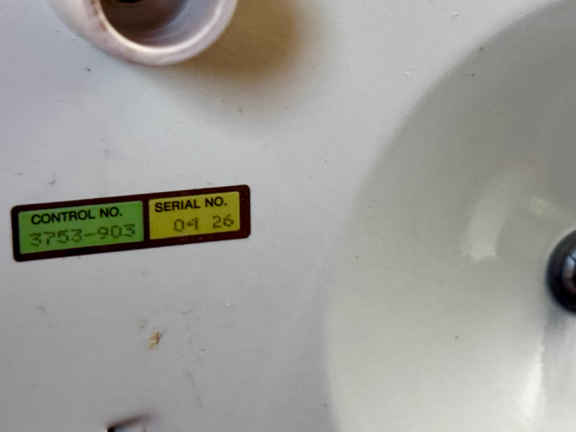 CONTROL NO.
3753-903
SERIAL NO.
04 26